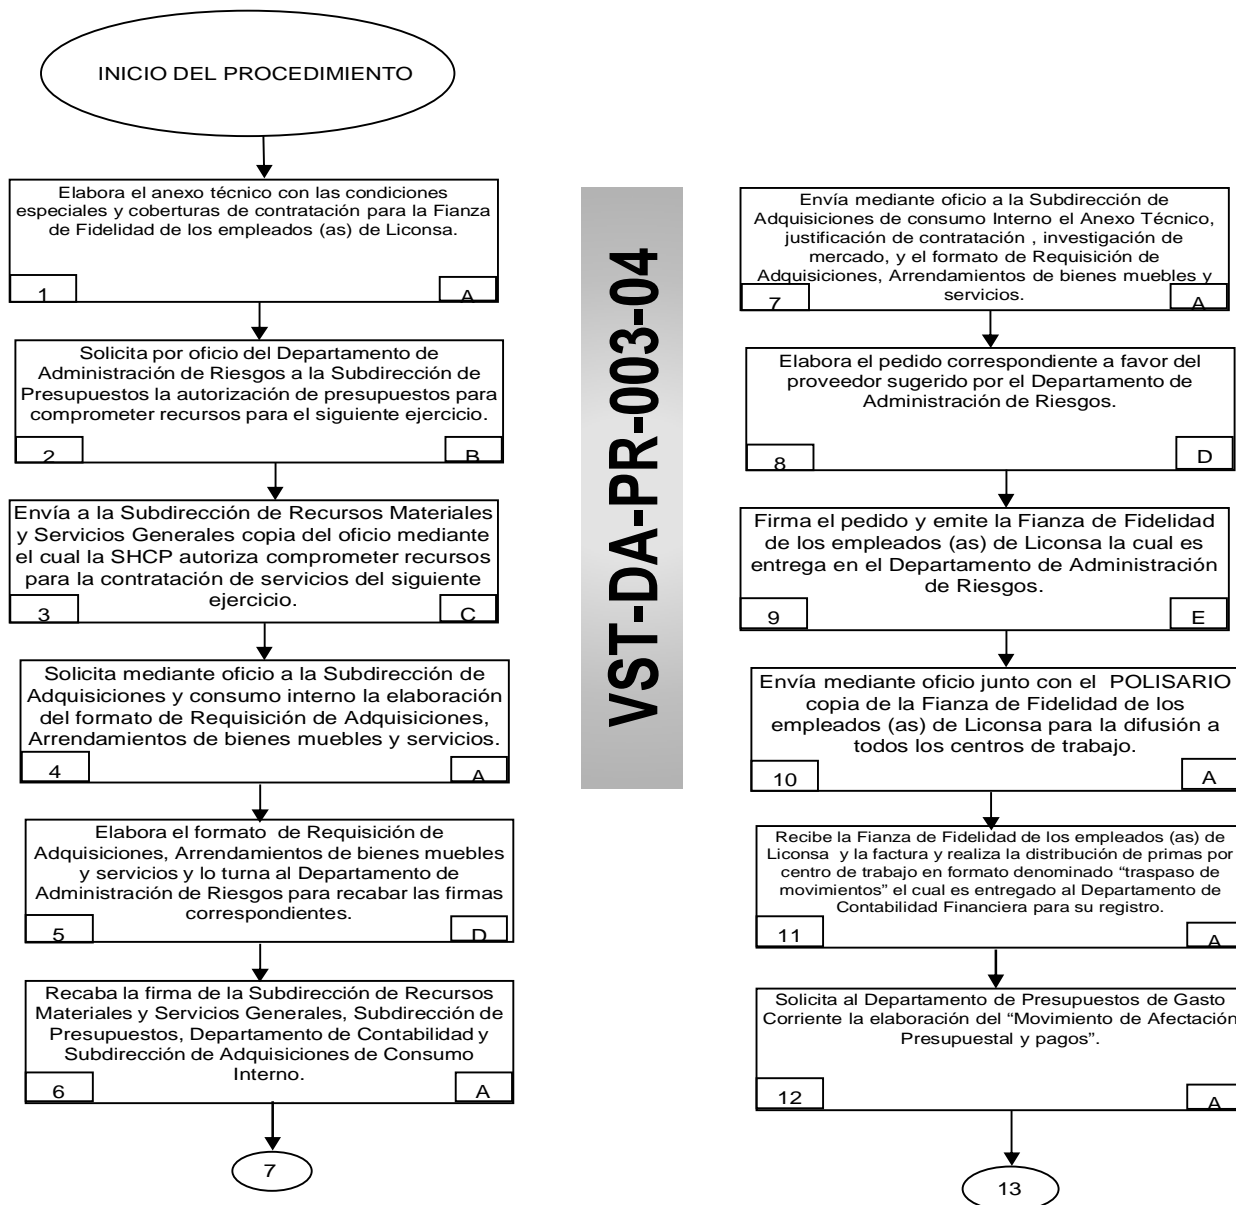 INICIO DEL PROCEDIMIENTO
Elabora el anexo técnico con las condiciones
especiales y coberturas de contratación para la Fianza
de Fidelidad de los empleados (as) de Liconsa.
1
A
Solicita por oficio del Departamento de
Administración de Riesgos a la Subdirección de
Presupuestos la autorización de presupuestos para
comprometer recursos para el siguiente ejercicio.
2
B
Envía a la Subdirección de Recursos Materiales
y Servicios Generales copia del oficio mediante
el cual la SHCP autoriza comprometer recursos
para la contratación de servicios del siguiente
ejercicio.
3
C
Solicita mediante oficio a la Subdirección de
Adquisiciones y consumo interno la elaboración
del formato de Requisición de Adquisiciones,
Arrendamientos de bienes muebles y servicios.
4
A
Elabora el formato de Requisición de
Adquisiciones, Arrendamientos de bienes muebles
y servicios y lo turna al Departamento de
Administración de Riesgos para recabar las firmas
correspondientes.
5
D
Recaba la firma de la Subdirección de Recursos
Materiales y Servicios Generales, Subdirección de
Presupuestos, Departamento de Contabilidad y
Subdirección de Adquisiciones de Consumo
Interno.
6
A
7
VST-DA-PR-003-04
Envía mediante oficio a la Subdirección de
Adquisiciones de consumo Interno el Anexo Técnico,
justificación de contratación , investigación de
mercado, y el formato de Requisición de
Adquisiciones, Arrendamientos de bienes muebles y
servicios.
7
A
Elabora el pedido correspondiente a favor del
proveedor sugerido por el Departamento de
Administración de Riesgos.
8
D
Firma el pedido y emite la Fianza de Fidelidad
de los empleados (as) de Liconsa la cual es
entrega en el Departamento de Administración
de Riesgos.
9
E
Envía mediante oficio junto con el POLISARIO
copia de la Fianza de Fidelidad de los
empleados (as) de Liconsa para la difusión a
todos los centros de trabajo.
10
A
Recibe la Fianza de Fidelidad de los empleados (as) de
Liconsa y la factura y realiza la distribución de primas por
centro de trabajo en formato denominado “traspaso de
movimientos” el cual es entregado al Departamento de
Contabilidad Financiera para su registro.
11
A
Solicita al Departamento de Presupuestos de Gasto
Corriente la elaboración del “Movimiento de Afectación
Presupuestal y pagos”.
12
A
13